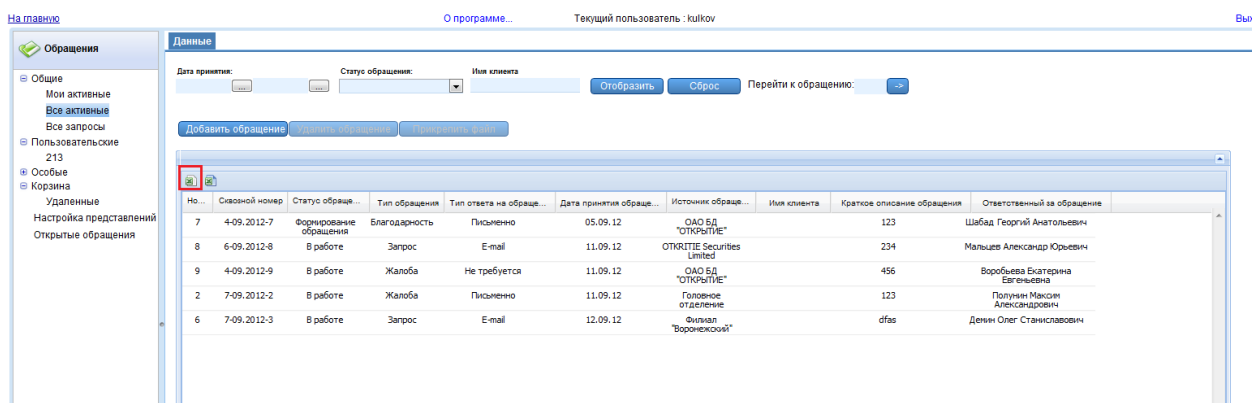 На главную О программе... Текущий пользователь : kulkov Вых
Обращения
Данные
Общие
Мои активные
Все активные
Все запросы
Пользовательские
213
Особые
Корзина
Удаленные
Настройка представлений
Открытые обращения
Дата принятия: Статус обращения: Имя клиента
... ... Отобразить Сброс Перейти к обращению: ->
Добавить обращение Удалить обращение Прикрепить файл
Но... Сквозной номер Статус обраще... Тип обращения Тип ответа на обраще... Дата принятия обраще... Источник обраще... Имя клиента Краткое описание обращения Ответственный за обращение
7 4-09.2012-7 Формирование обращения Благодарность Письменно 05.09.12 ОАО БД "ОТКРЫТИЕ" 123 Шабад Георгий Анатольевич
8 6-09.2012-8 В работе Запрос E-mail 11.09.12 OTKRITIE Securities Limited 234 Мальцев Александр Юрьевич
9 4-09.2012-9 В работе Жалоба Не требуется 11.09.12 ОАО БД "ОТКРЫТИЕ" 456 Воробьева Екатерина Евгеньевна
2 7-09.2012-2 В работе Жалоба Письменно 11.09.12 Головное отделение 123 Полунин Максим Александрович
6 7-09.2012-3 В работе Запрос E-mail 12.09.12 Филиал "Воронежский" dfas Демин Олег Станиславович